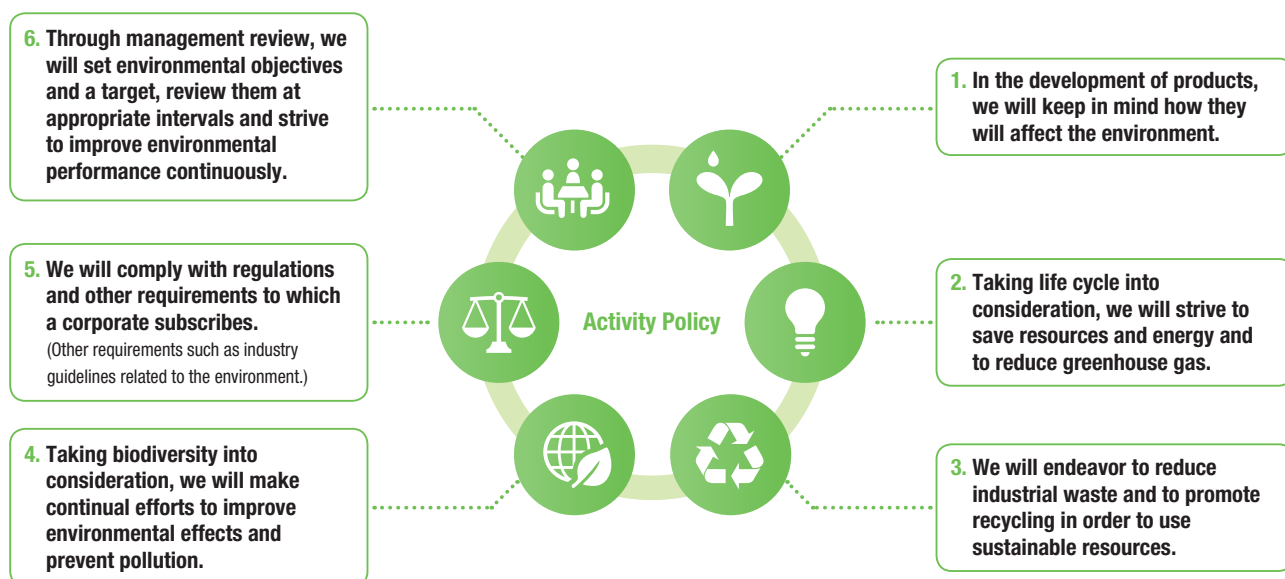 6. Through management review, we
will set environmental objectives
and a target, review them at
appropriate intervals and strive
to improve environmental
performance continuously.
1. In the development of products,
we will keep in mind how they
will affect the environment.
5. We will comply with regulations
and other requirements to which
a corporate subscribes.
(Other requirements such as industry
guidelines related to the environment.)
Activity Policy
2. Taking life cycle into
consideration, we will strive to
save resources and energy and
to reduce greenhouse gas.
4. Taking biodiversity into
consideration, we will make
continual efforts to improve
environmental effects and
prevent pollution.
3. We will endeavor to reduce
industrial waste and to promote
recycling in order to use
sustainable resources.